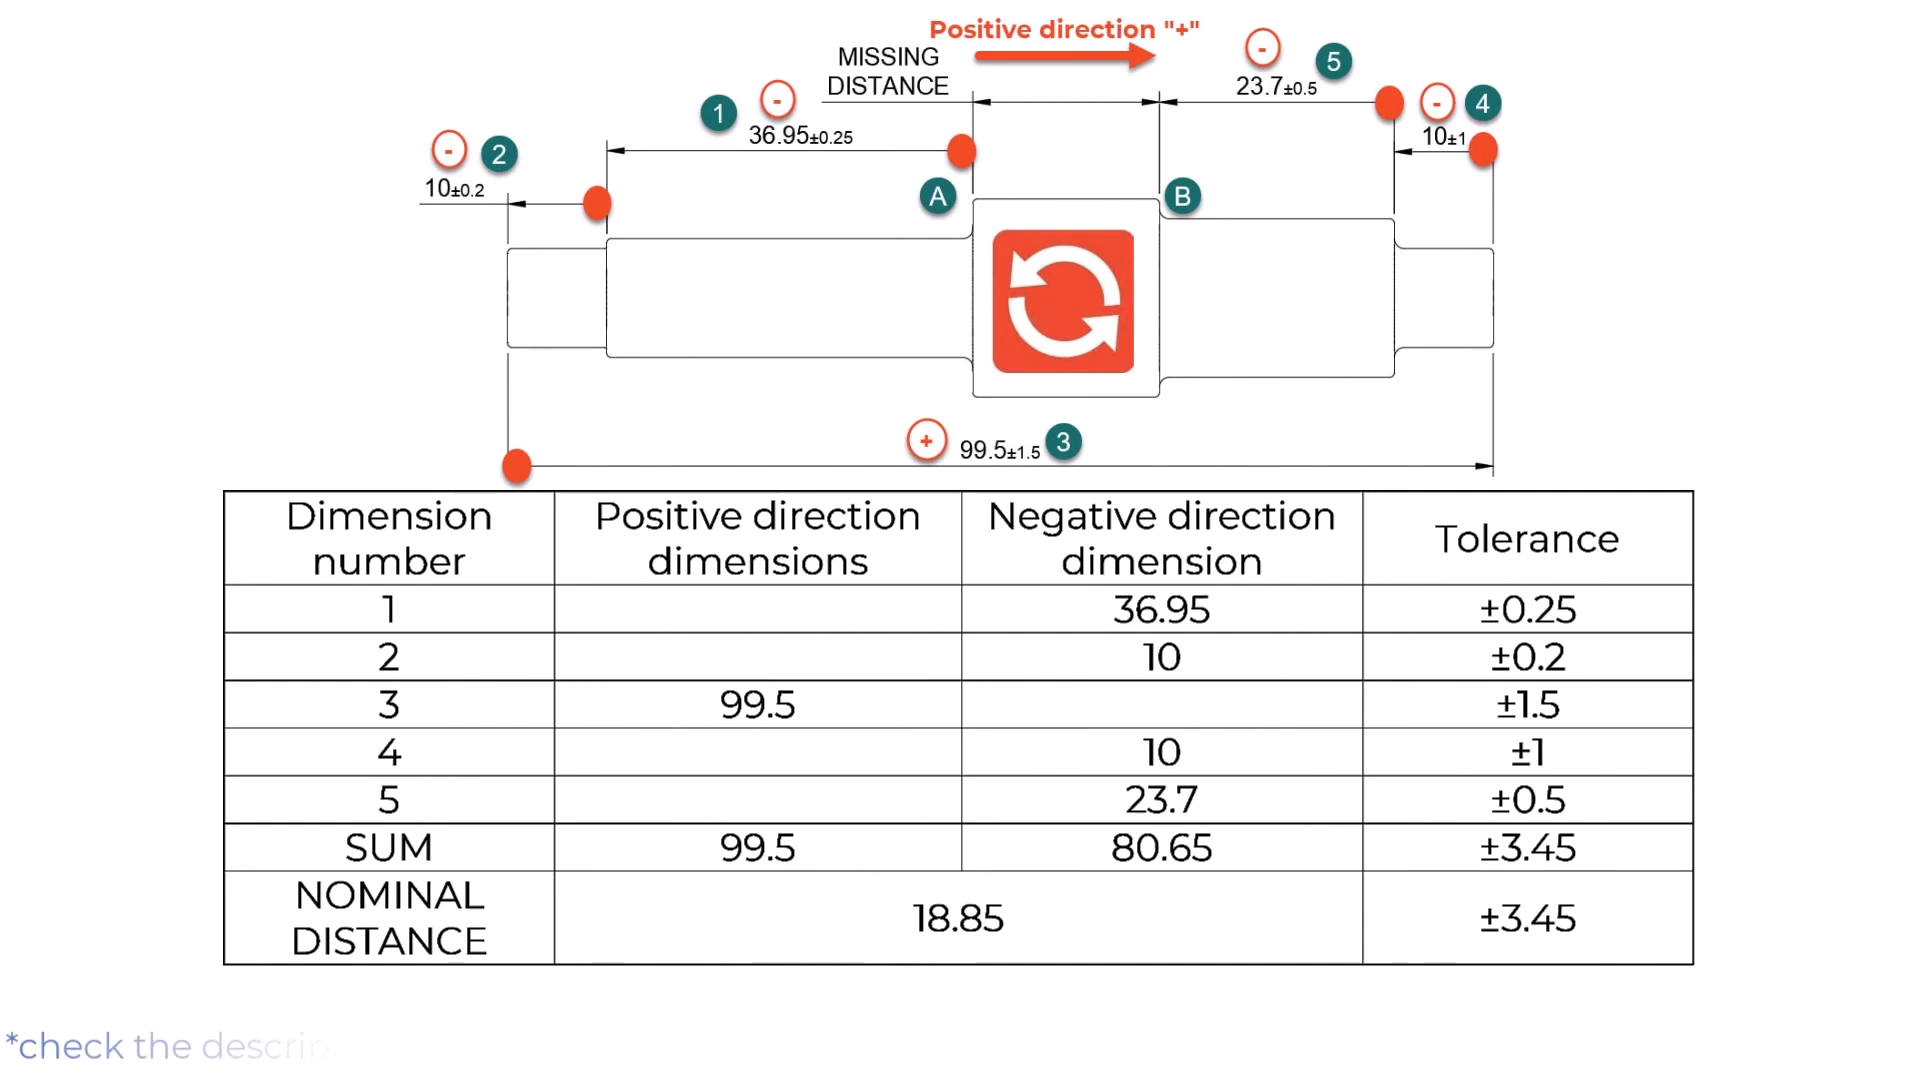 Positive direction "+"
MISSING
DISTANCE
-
5
23.7±0.5
1
-
36.95±0.25
-
4
10±1
-
2
10±0.2
A
B
+
99.5±1.5
3
Dimension number
Positive direction dimensions
Negative direction dimension
Tolerance
1
36.95
±0.25
2
10
±0.2
3
99.5
±1.5
4
10
±1
5
23.7
±0.5
SUM
99.5
80.65
±3.45
NOMINAL DISTANCE
18.85
±3.45
*check the descrip